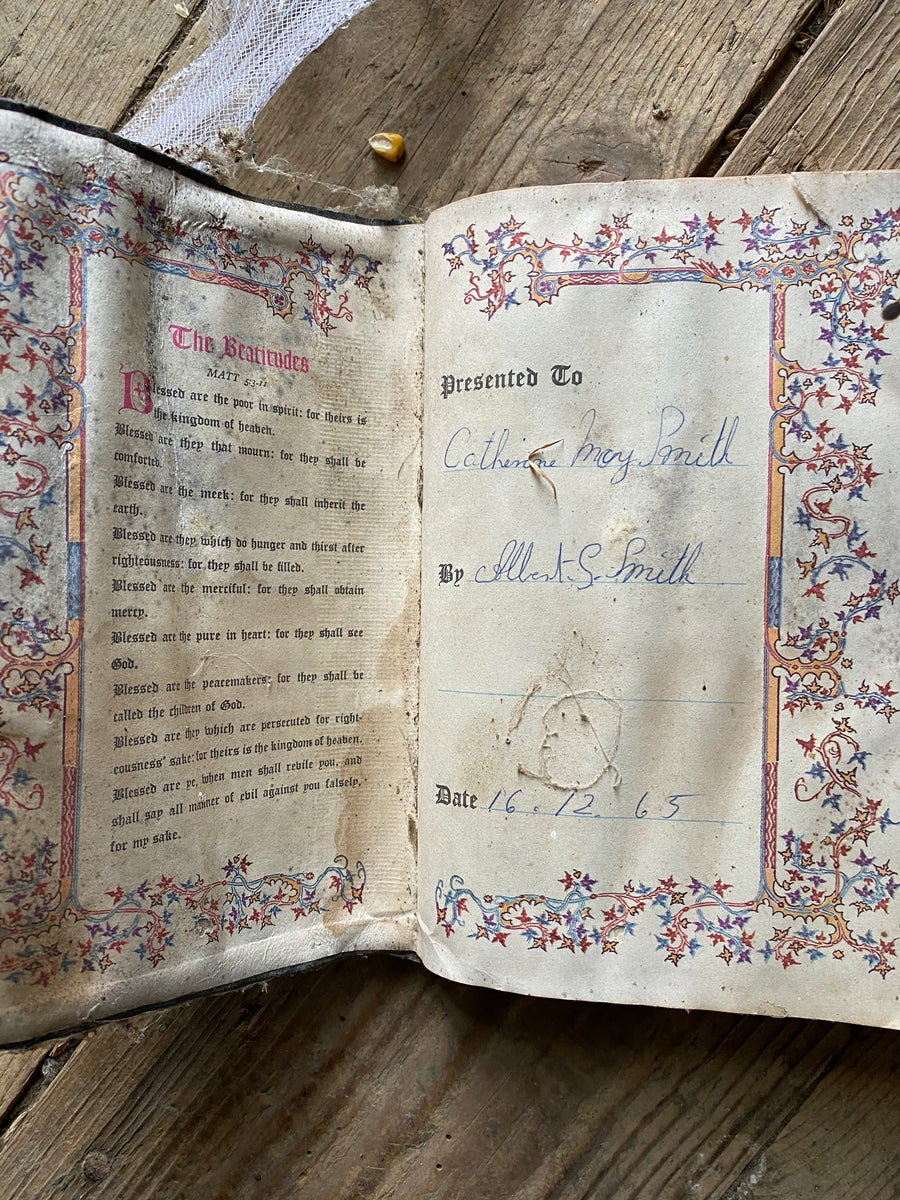 The Beatitudes
MATT 5:3-11
Blessed are the poor in spirit: for theirs is
the kingdom of heaven.
Blessed are they that mourn: for they shall be
comforted.
Blessed are the meek: for they shall inherit the
earth.
Blessed are they which do hunger and thirst after
righteousness: for they shall be filled.
Blessed are the merciful: for they shall obtain
mercy.
Blessed are the pure in heart: for they shall see
God.
Blessed are the peacemakers: for they shall be
called the children of God.
Blessed are they which are persecuted for right-
eousness' sake: for theirs is the kingdom of heaven.
Blessed are ye, when men shall revile you, and
shall say all manner of evil against you falsely,
for my sake.
Presented To
Catherine May Smith
By Albert. S. Smith
Date 16. 12. 65